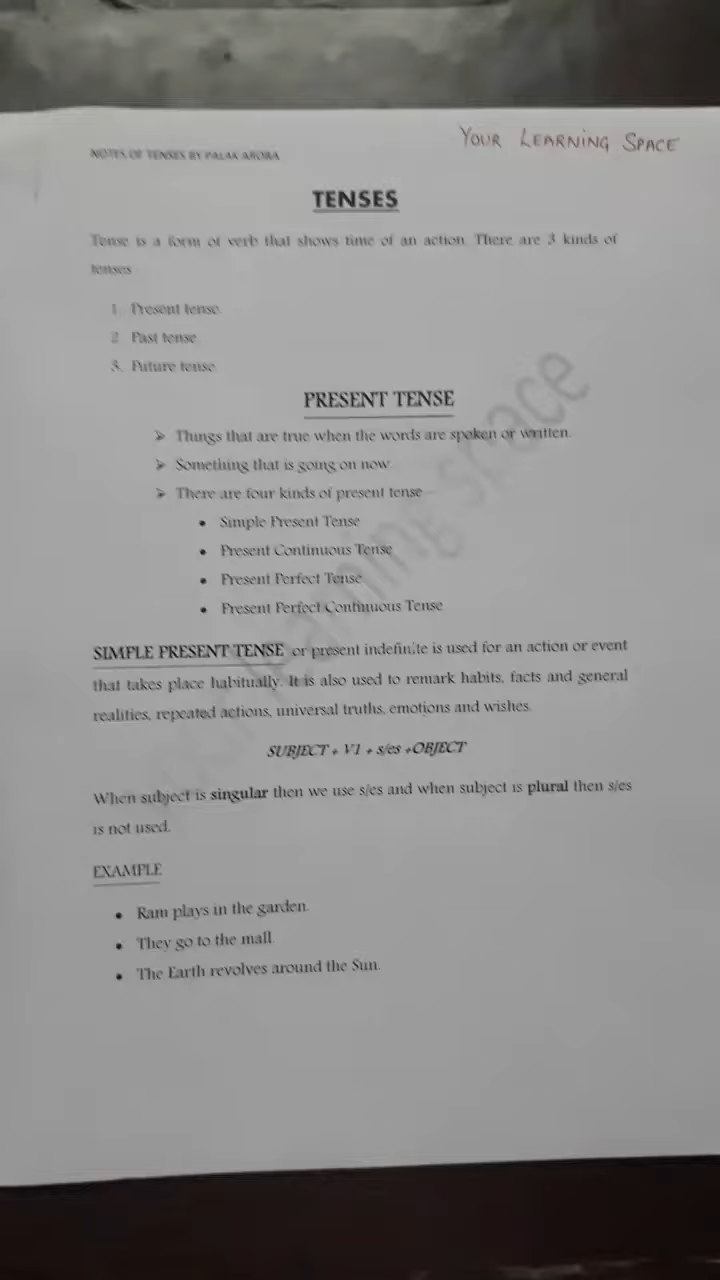 NOTES OF TENSES BY PALAK ARORA
YOUR LEARNING SPACE
TENSES
Tense is a form of verb that shows time of an action. There are 3 kinds of
tenses
1. Present tense.
2. Past tense
3. Future tense
PRESENT TENSE
➢ Things that are true when the words are spoken or written.
➢ Something that is going on now.
➢ There are four kinds of present tense –
• Simple Present Tense
• Present Continuous Tense
• Present Perfect Tense
• Present Perfect Continuous Tense
SIMPLE PRESENT TENSE or present indefinite is used for an action or event
that takes place habitually. It is also used to remark habits, facts and general
realities, repeated actions, universal truths, emotions and wishes.
SUBJECT + V1 + s/es +OBJECT
When subject is singular then we use s/es and when subject is plural then s/es
is not used.
EXAMPLE
• Ram plays in the garden.
• They go to the mall.
• The Earth revolves around the Sun.
learning space